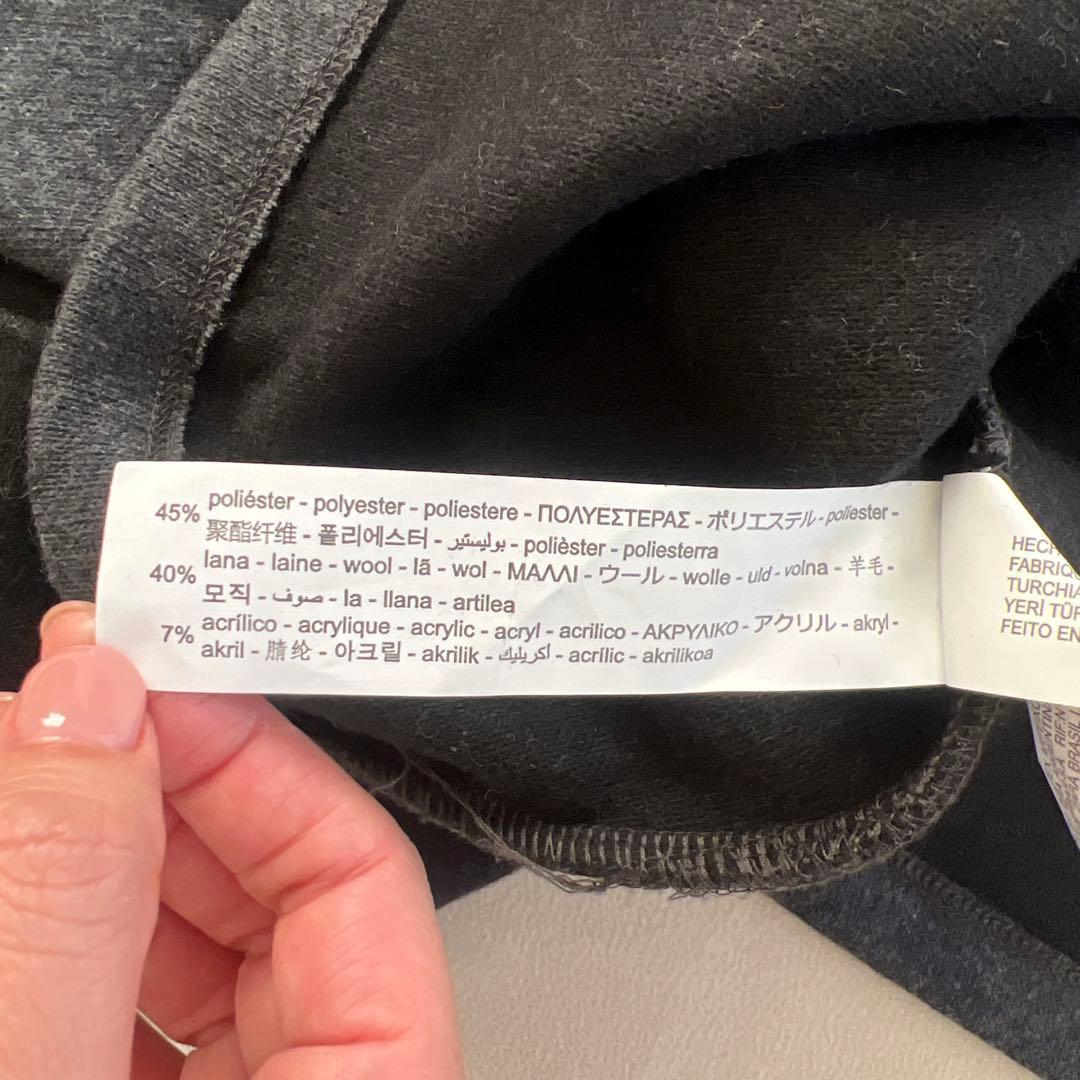 45% poliéster - polyester - poliestere - ΠΟΛΥΕΣΤΕΡΑΣ - ポリエステル - poliester -
聚酯纤维 - 폴리에스터 - بوليستير - polièster - poliesterra
40% lana - laine - wool - lã - wol - ΜΑΛΛΙ - ウール - wolle - uld - volna - 羊毛 -
모직 - صوف - la - llana - artilea
7% acrílico - acrylique - acrylic - acryl - acrilico - ΑΚΡΥΛΙΚΟ - アクリル - akryl -
akril - 腈纶 - 아크릴 - akrilik - أكريليك - acrílic - akrilikoa
HECH
FABRIQ
TURCHIA
YERİ TÜR
FEITO EN